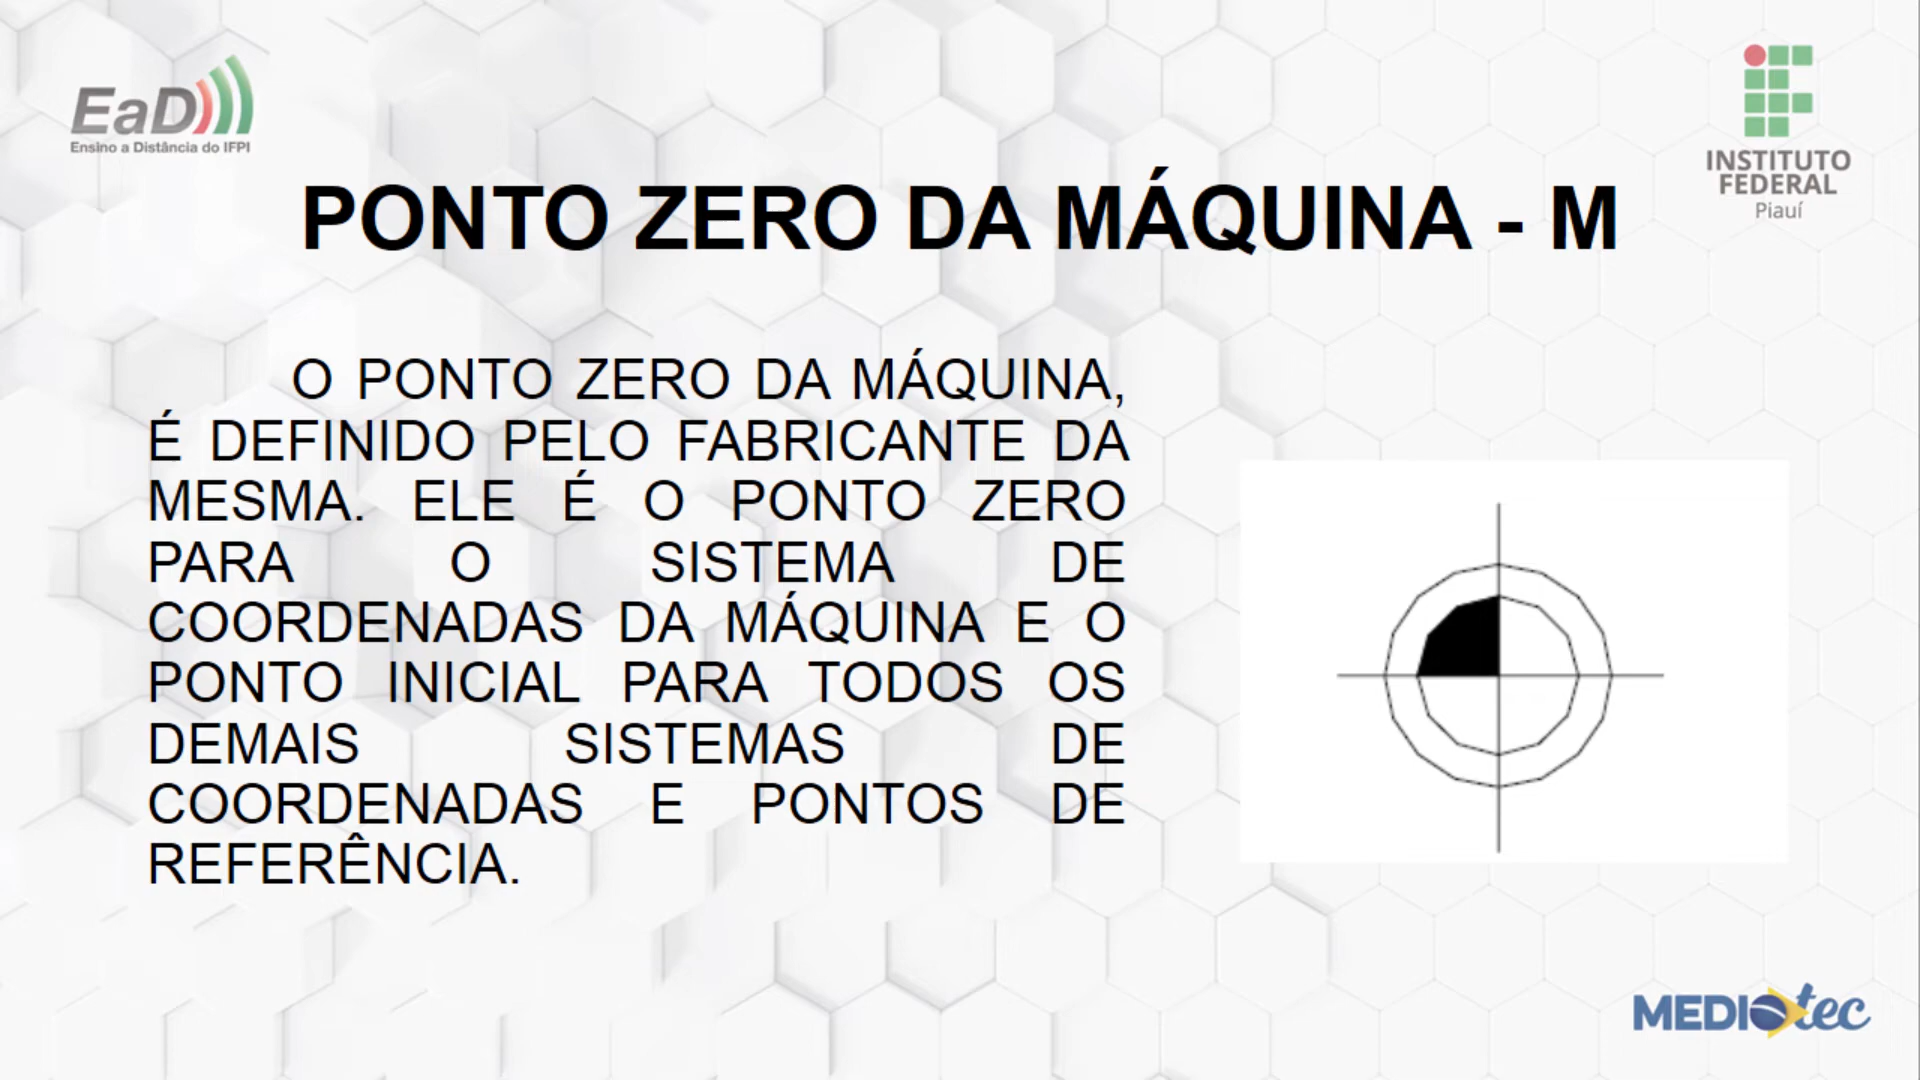 EaD
Ensino a Distância do IFPI
INSTITUTO
FEDERAL
Piauí
PONTO ZERO DA MÁQUINA - M
O PONTO ZERO DA MÁQUINA,
É DEFINIDO PELO FABRICANTE DA
MESMA. ELE É O PONTO ZERO
PARA O SISTEMA DE
COORDENADAS DA MÁQUINA E O
PONTO INICIAL PARA TODOS OS
DEMAIS SISTEMAS DE
COORDENADAS E PONTOS DE
REFERÊNCIA.
MEDIOtec